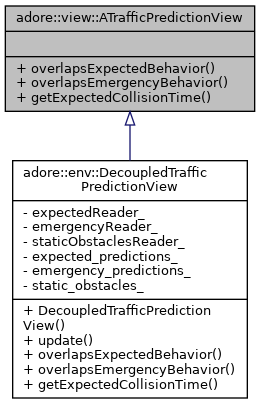 adore::view::ATrafficPredictionView
+ overlapsExpectedBehavior()
+ overlapsEmergencyBehavior()
+ getExpectedCollisionTime()
adore::env::DecoupledTraffic
PredictionView
- expectedReader_
- emergencyReader_
- staticObstaclesReader_
- expected_predictions_
- emergency_predictions_
- static_obstacles_
+ DecoupledTrafficPrediction
View()
+ update()
+ overlapsExpectedBehavior()
+ overlapsEmergencyBehavior()
+ getExpectedCollisionTime()